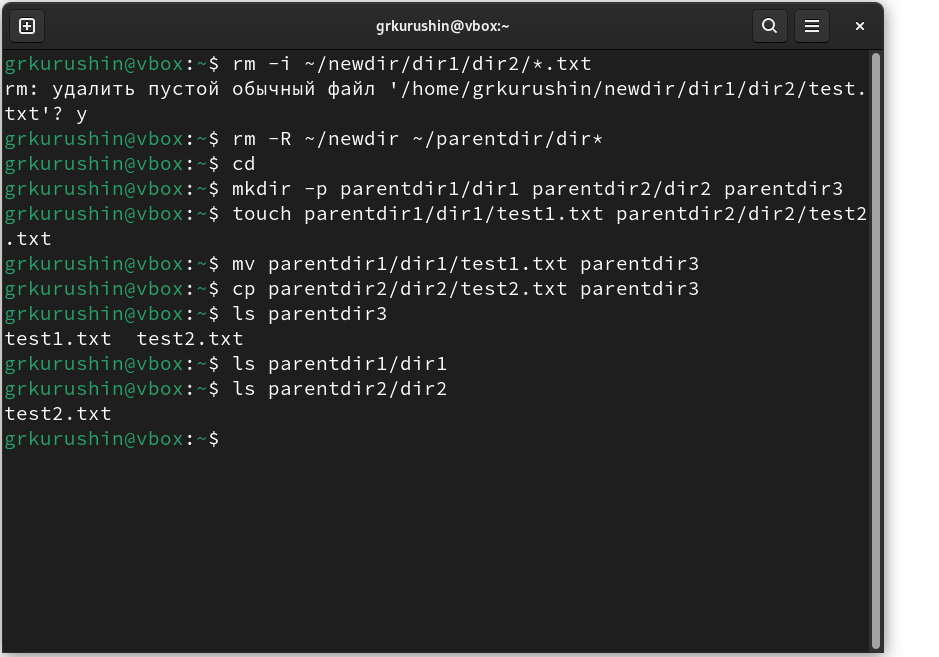 grkurushin@vbox:~
grkurushin@vbox:~$ rm -i ~/newdir/dir1/dir2/*.txt
rm: удалить пустой обычный файл '/home/grkurushin/newdir/dir1/dir2/test.
txt'? y
grkurushin@vbox:~$ rm -R ~/newdir ~/parentdir/dir*
grkurushin@vbox:~$ cd
grkurushin@vbox:~$ mkdir -p parentdir1/dir1 parentdir2/dir2 parentdir3
grkurushin@vbox:~$ touch parentdir1/dir1/test1.txt parentdir2/dir2/test2
.txt
grkurushin@vbox:~$ mv parentdir1/dir1/test1.txt parentdir3
grkurushin@vbox:~$ cp parentdir2/dir2/test2.txt parentdir3
grkurushin@vbox:~$ ls parentdir3
test1.txt  test2.txt
grkurushin@vbox:~$ ls parentdir1/dir1
grkurushin@vbox:~$ ls parentdir2/dir2
test2.txt
grkurushin@vbox:~$